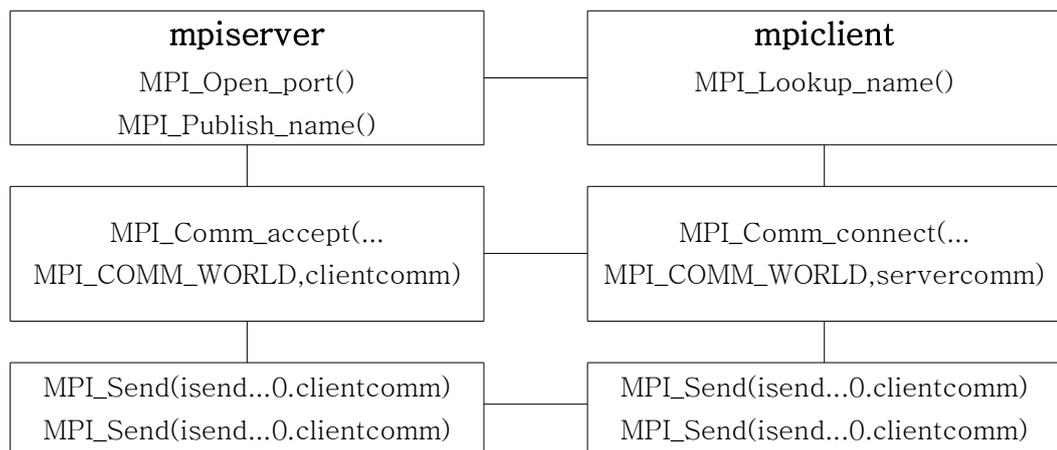 mpiserver
MPI_Open_port()
MPI_Publish_name()
mpiclient
MPI_Lookup_name()
MPI_Comm_accept(...
MPI_COMM_WORLD,clientcomm)
MPI_Comm_connect(...
MPI_COMM_WORLD,servercomm)
MPI_Send(isend...0.clientcomm)
MPI_Send(isend...0.clientcomm)
MPI_Send(isend...0.clientcomm)
MPI_Send(isend...0.clientcomm)